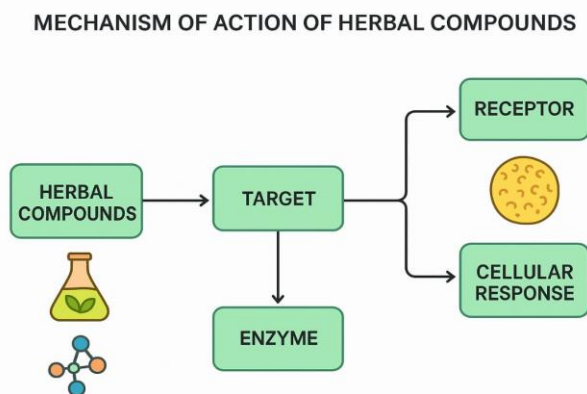 MECHANISM OF ACTION OF HERBAL COMPOUNDS
RECEPTOR
HERBAL
COMPOUNDS
TARGET
CELLULAR
RESPONSE
ENZYME